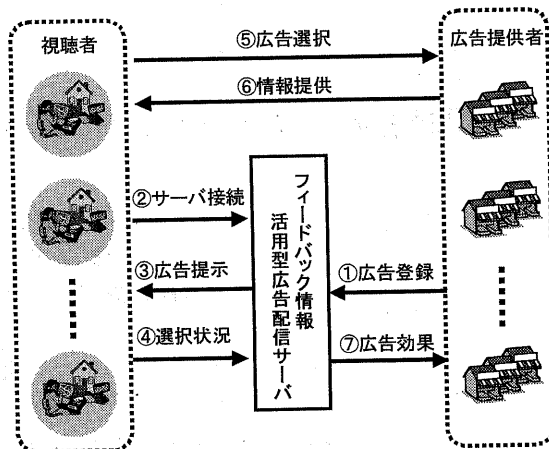 視聴者
⑤広告選択
広告提供者
⑥情報提供
②サーバ接続
フィードバック情報
活用型広告配信サーバ
③広告提示
①広告登録
④選択状況
⑦広告効果